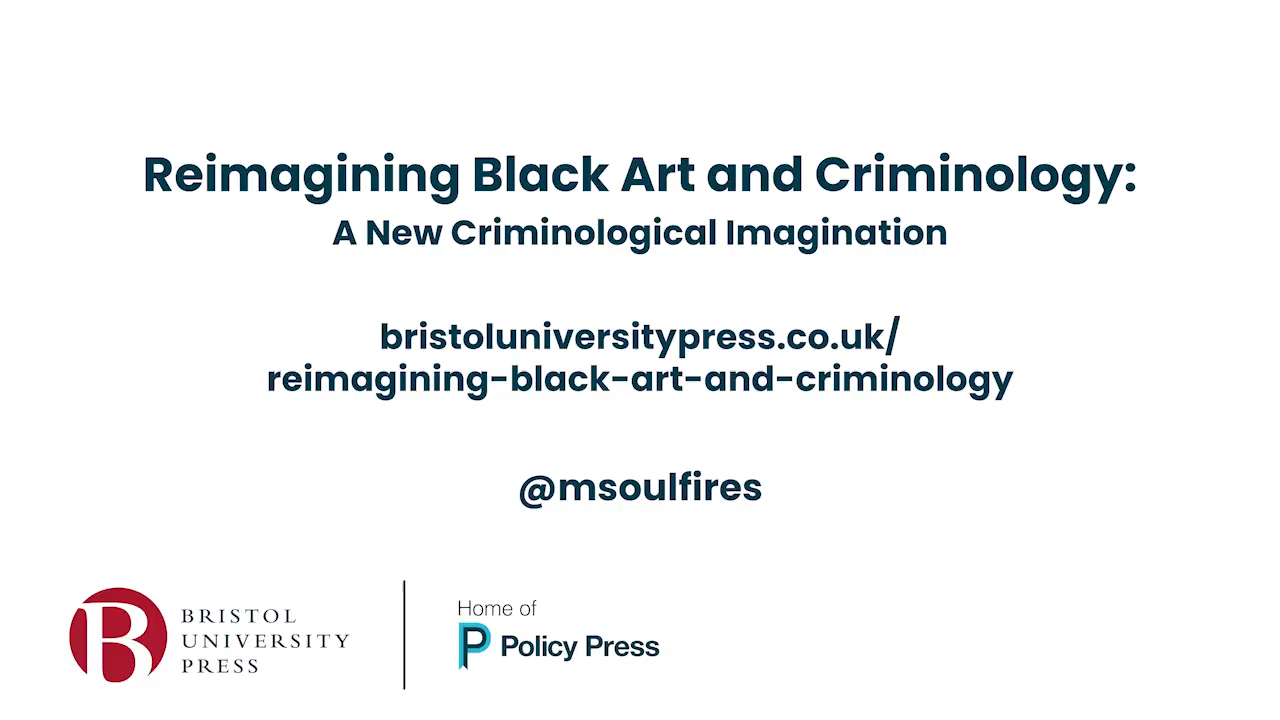 Reimagining Black Art and Criminology:
A New Criminological Imagination
bristoluniversitypress.co.uk/
reimagining-black-art-and-criminology
@msoulfires
B
BRISTOL
UNIVERSITY
PRESS
Home of
P Policy Press